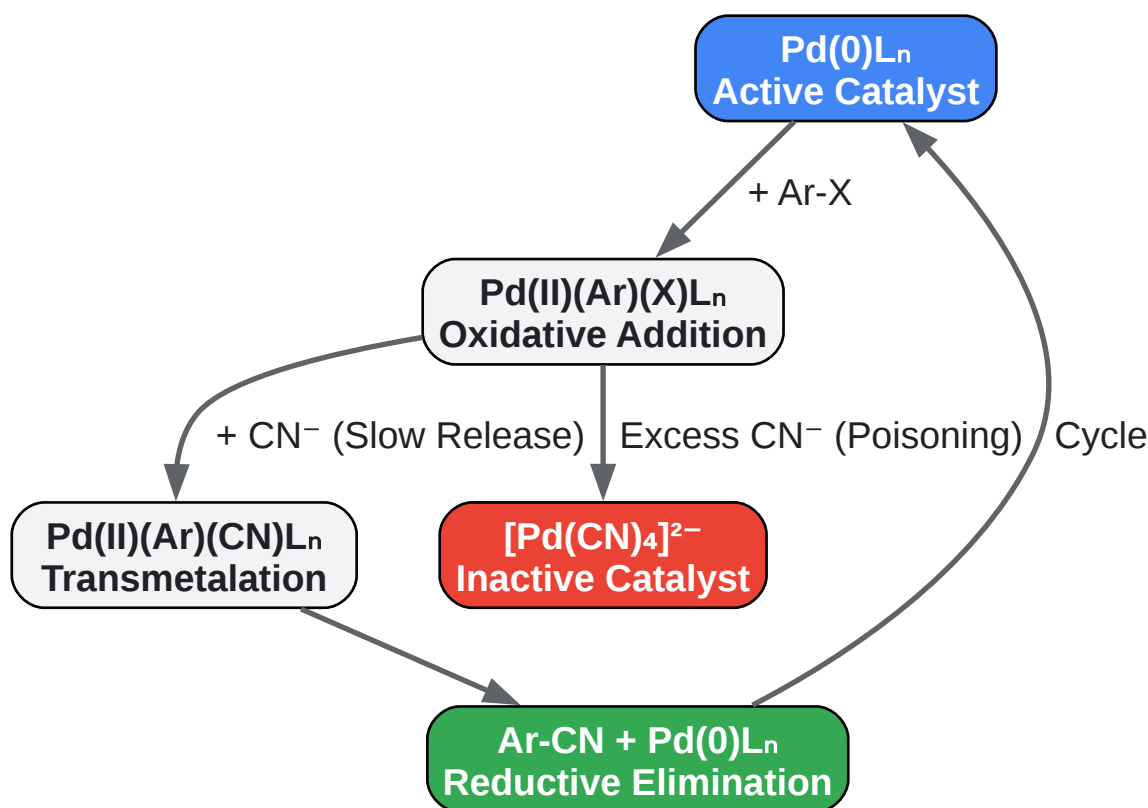 Pd(0)Lₙ
Active Catalyst
+ Ar-X
Pd(II)(Ar)(X)Lₙ
Oxidative Addition
+ CN⁻ (Slow Release)
Excess CN⁻ (Poisoning)
Cycle
Pd(II)(Ar)(CN)Lₙ
Transmetalation
[Pd(CN)₄]²⁻
Inactive Catalyst
Ar-CN + Pd(0)Lₙ
Reductive Elimination